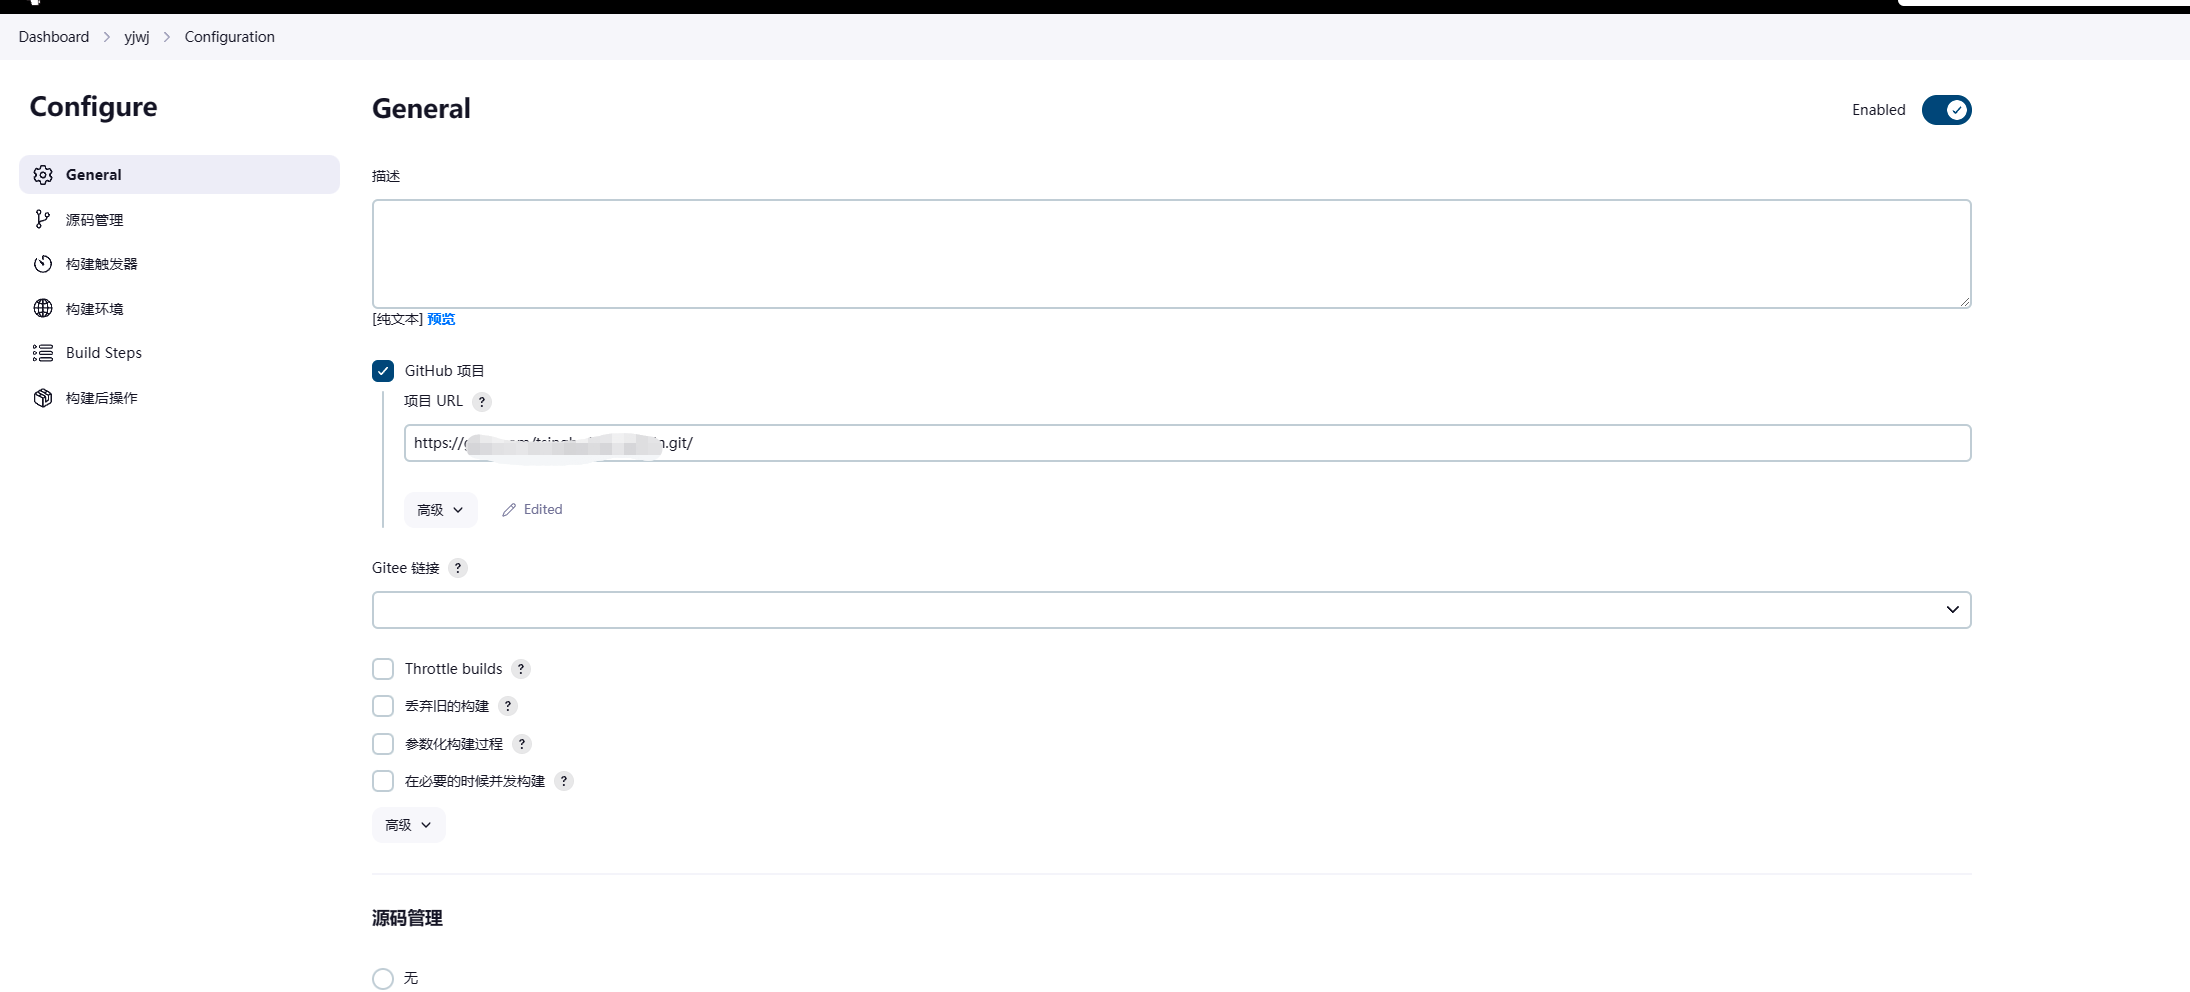 Dashboard > yjwj > Configuration
Configure
General
源码管理
构建触发器
构建环境
Build Steps
构建后操作
General
Enabled
描述
[纯文本] 预览
GitHub 项目
项目 URL ?
https:// .git/
高级
Edited
Gitee 链接 ?
Throttle builds ?
丢弃旧的构建 ?
参数化构建过程 ?
在必要的时候并发构建 ?
高级
源码管理
无